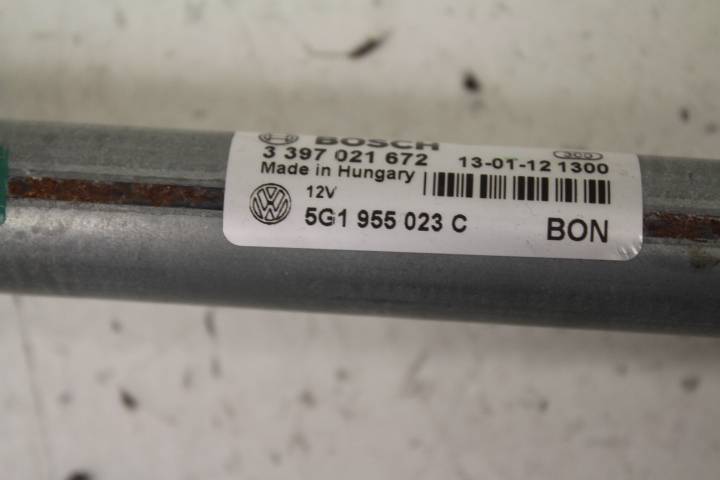 BOSCH
3 397 021 672 13-01-12 1300
Made in Hungary
12V
5G1 955 023 C BON